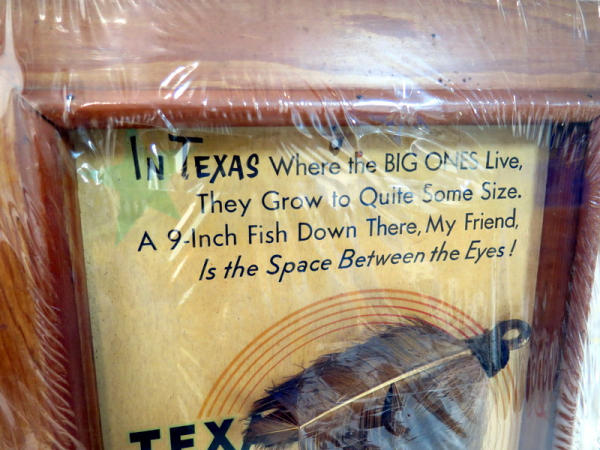 IN TEXAS Where the BIG ONES Live,
They Grow to Quite Some Size.
A 9-Inch Fish Down There, My Friend,
Is the Space Between the Eyes!
TEX